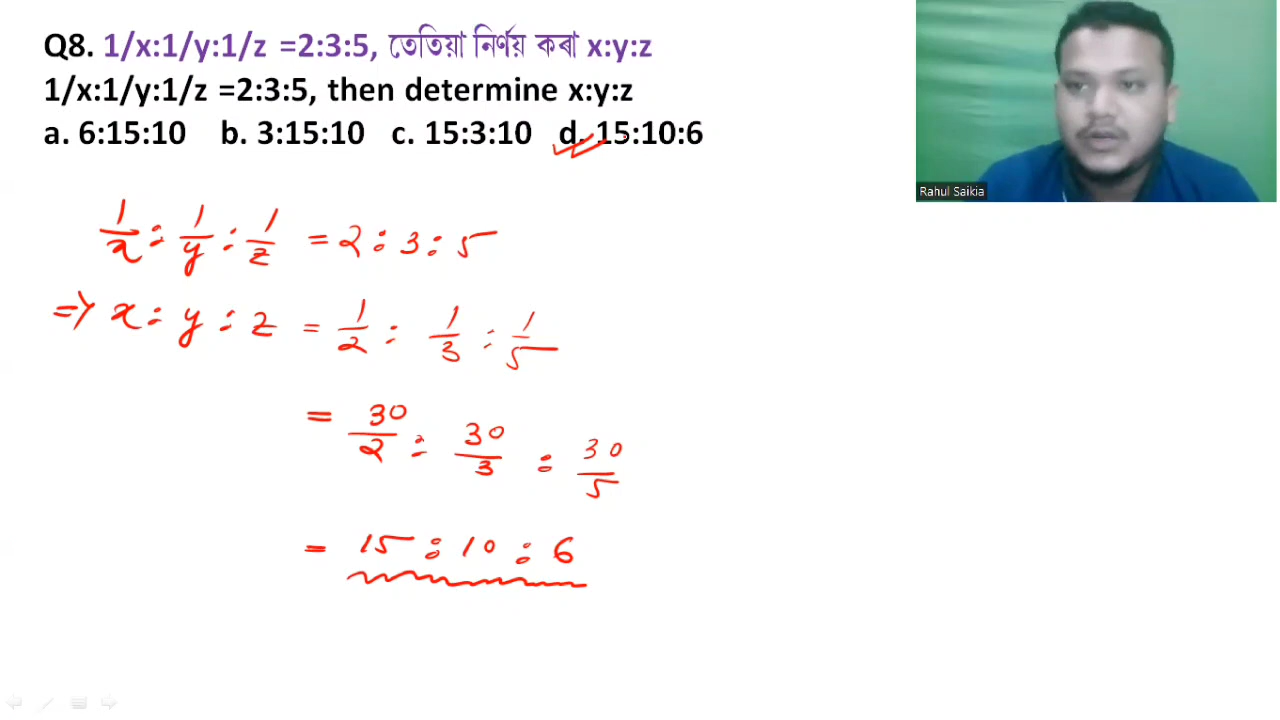 Q8. 1/x:1/y:1/z =2:3:5, তেতিয়া নিৰ্ণয় কৰা x:y:z
1/x:1/y:1/z =2:3:5, then determine x:y:z
a. 6:15:10 b. 3:15:10 c. 15:3:10 d. 15:10:6
Rahul Saikia
1/x : 1/y : 1/z = 2 : 3 : 5
=> x : y : z = 1/2 : 1/3 : 1/5
= 30/2 : 30/3 : 30/5
= 15 : 10 : 6